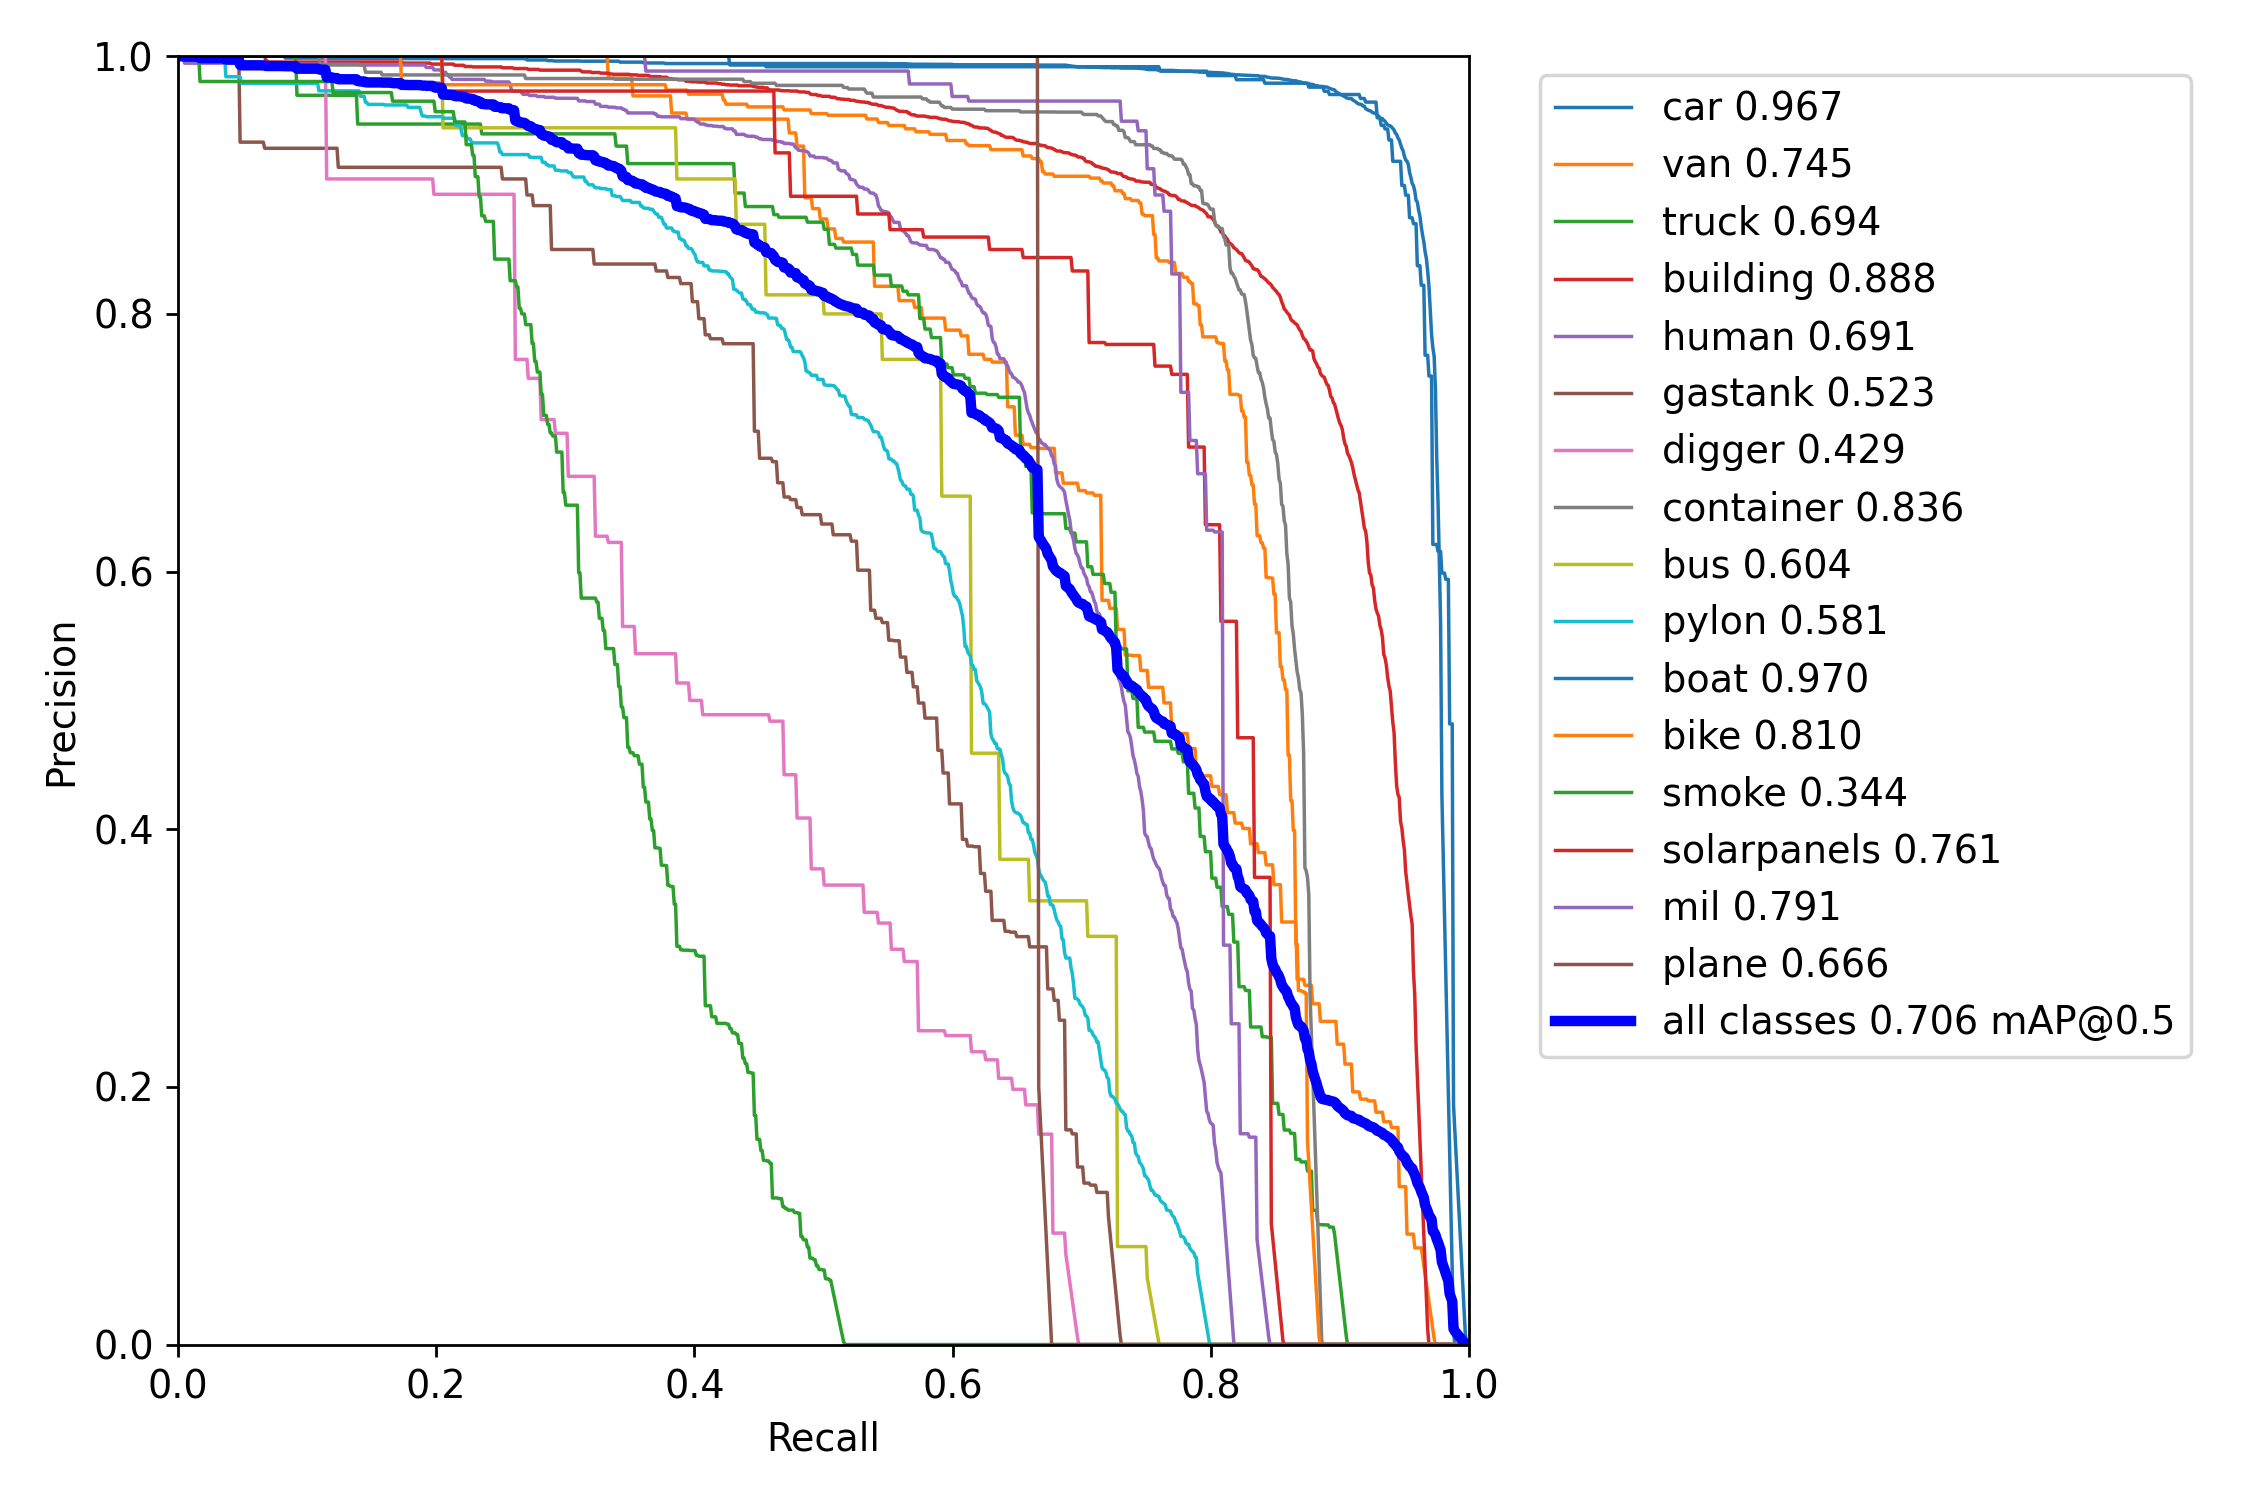 1.0
0.8
0.6
0.4
0.2
0.0
0.0 0.2 0.4 0.6 0.8 1.0
Precision
Recall
car 0.967
van 0.745
truck 0.694
building 0.888
human 0.691
gastank 0.523
digger 0.429
container 0.836
bus 0.604
pylon 0.581
boat 0.970
bike 0.810
smoke 0.344
solarpanels 0.761
mil 0.791
plane 0.666
all classes 0.706 mAP@0.5